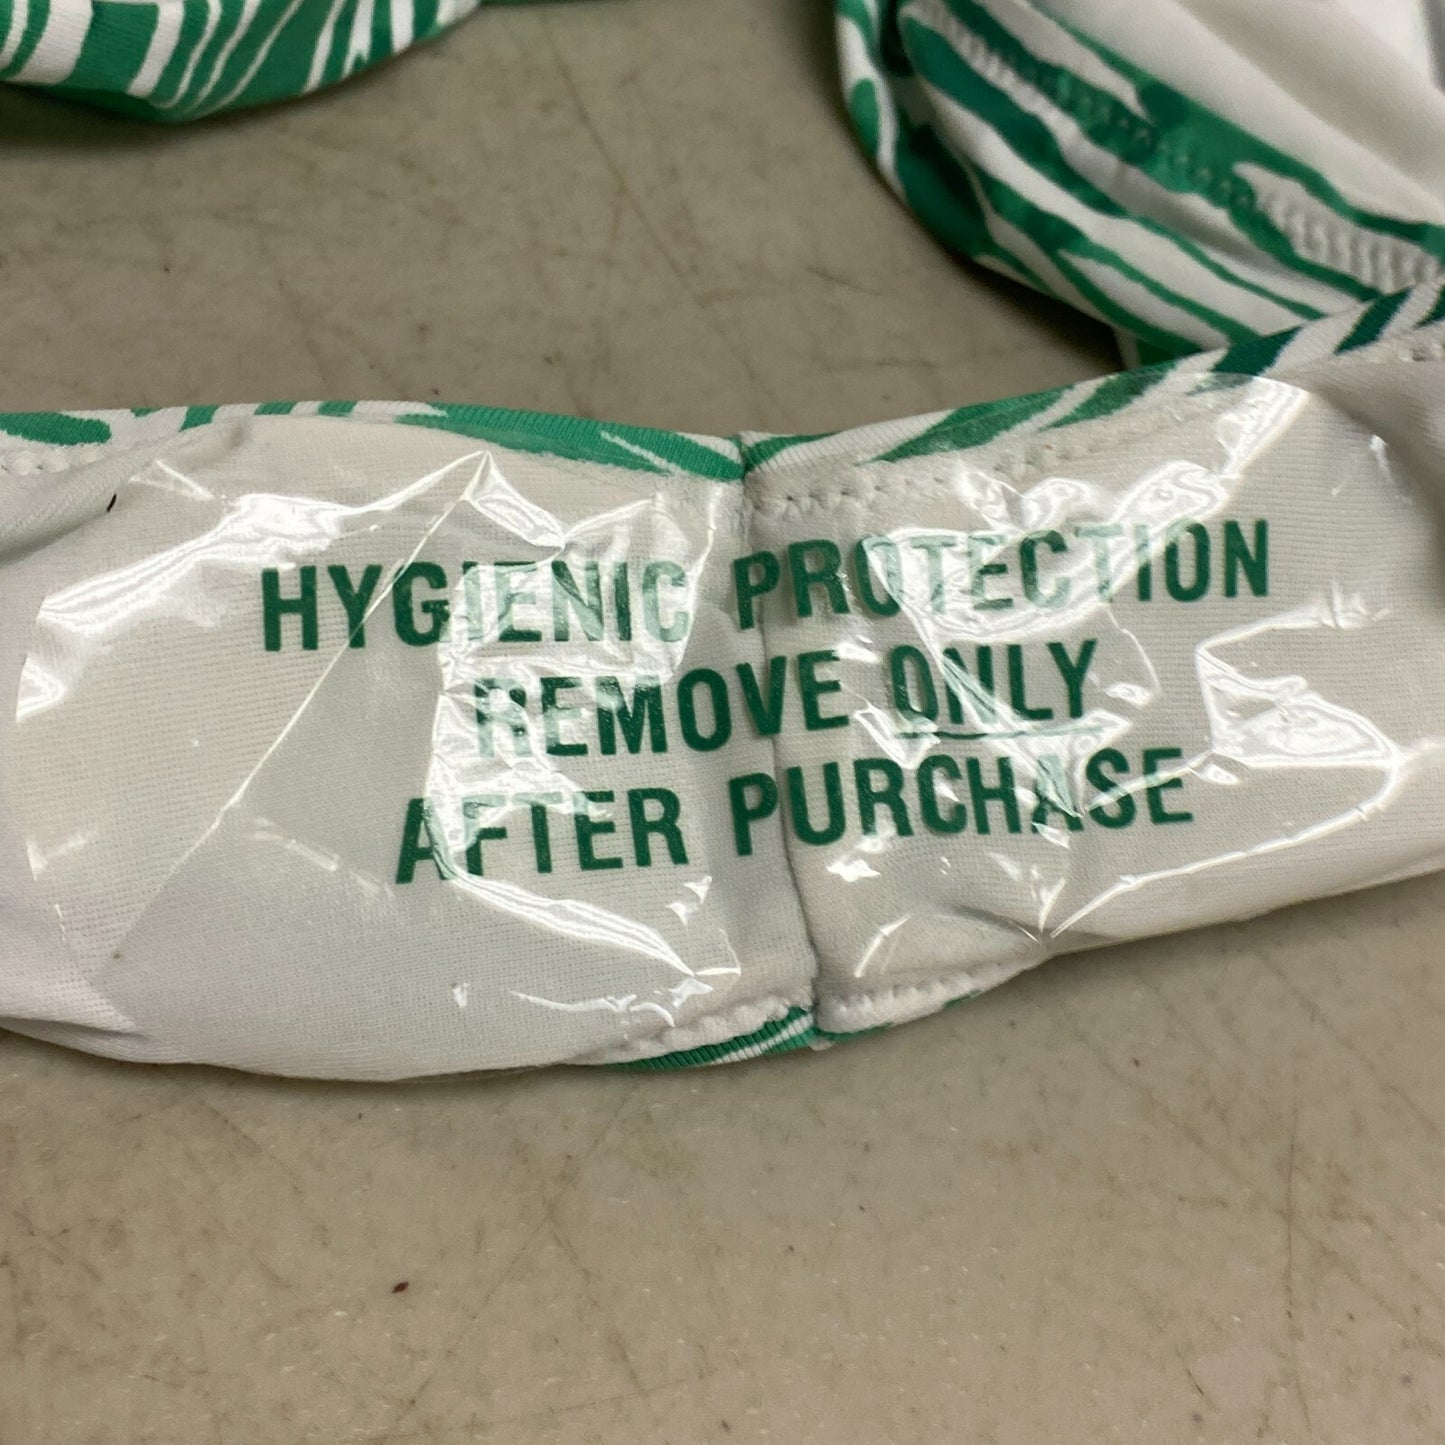 HYGIENIC PROTECTION
REMOVE ONLY
AFTER PURCHASE